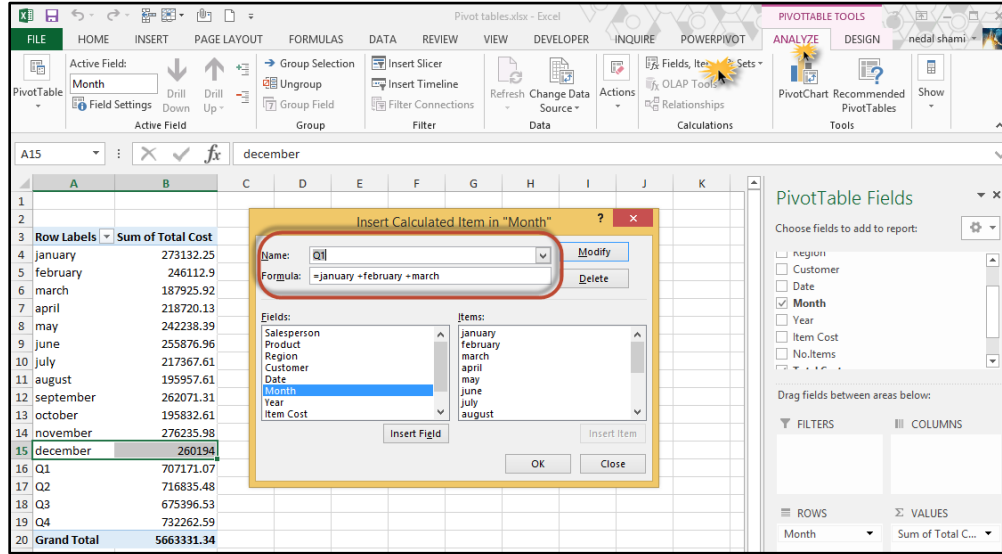 Pivot tables.xlsx - Excel
PIVOTTABLE TOOLS
FILE HOME INSERT PAGE LAYOUT FORMULAS DATA REVIEW VIEW DEVELOPER INQUIRE POWERPIVOT ANALYZE DESIGN nedal shami
PivotTable
Active Field:
Month
Field Settings
Drill Down
Drill Up
Active Field
Group Selection
Ungroup
Group Field
Group
Insert Slicer
Insert Timeline
Filter Connections
Filter
Refresh
Change Data Source
Data
Actions
Fields, Sets
OLAP Tools
Relationships
Calculations
PivotChart
Recommended PivotTables
Tools
Show
A15 fx december
A B C D E F G H I J K
1
2
3 Row Labels Sum of Total Cost
4 january 273132.25
5 february 246112.9
6 march 187925.92
7 april 218720.13
8 may 242238.39
9 june 255876.96
10 july 217367.61
11 august 195957.61
12 september 262071.31
13 october 195832.61
14 november 276235.98
15 december 260194
16 Q1 707171.07
17 Q2 716835.48
18 Q3 675396.53
19 Q4 732262.59
20 Grand Total 5663331.34
Insert Calculated Item in "Month" ? ×
Name: Q1 Modify
Formula: =january +february +march Delete
Fields:
Salesperson
Product
Region
Customer
Date
Month
Year
Item Cost
Insert Field
Items:
january
february
march
april
may
june
july
august
Insert Item
OK Close
PivotTable Fields
Choose fields to add to report:
Region
Customer
Date
Month
Year
Item Cost
No.Items
Drag fields between areas below:
FILTERS COLUMNS
ROWS Σ VALUES
Month Sum of Total C...